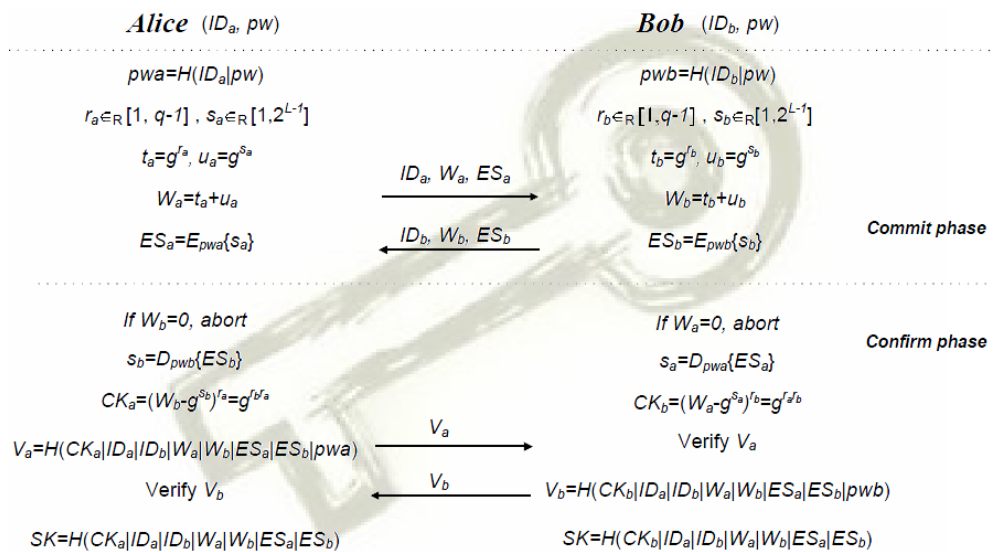 Alice (IDa, pw) Bob (IDb, pw)
pwa=H(IDa|pw) pwb=H(IDb|pw)
ra∈R[1, q-1] , sa∈R[1,2^L-1] rb∈R[1,q-1] , sb∈R[1,2^L-1]
ta=g^ra, ua=g^sa tb=g^rb, ub=g^sb
IDa, Wa, ESa
Wa=ta+ua Wb=tb+ub
Commit phase
IDb, Wb, ESb
ESa=Epwa{sa} ESb=Epwb{sb}
If Wb=0, abort If Wa=0, abort
Confirm phase
sb=Dpwb{ESb} sa=Dpwa{ESa}
CKa=(Wb-g^sb)^ra=g^rbra CKb=(Wa-g^sa)^rb=g^rarb
Va=H(CKa|IDa|IDb|Wa|Wb|ESa|ESb|pwa) Va Verify Va
Verify Vb Vb Vb=H(CKb|IDa|IDb|Wa|Wb|ESa|ESb|pwb)
SK=H(CKa|IDa|IDb|Wa|Wb|ESa|ESb) SK=H(CKb|IDa|IDb|Wa|Wb|ESa|ESb)